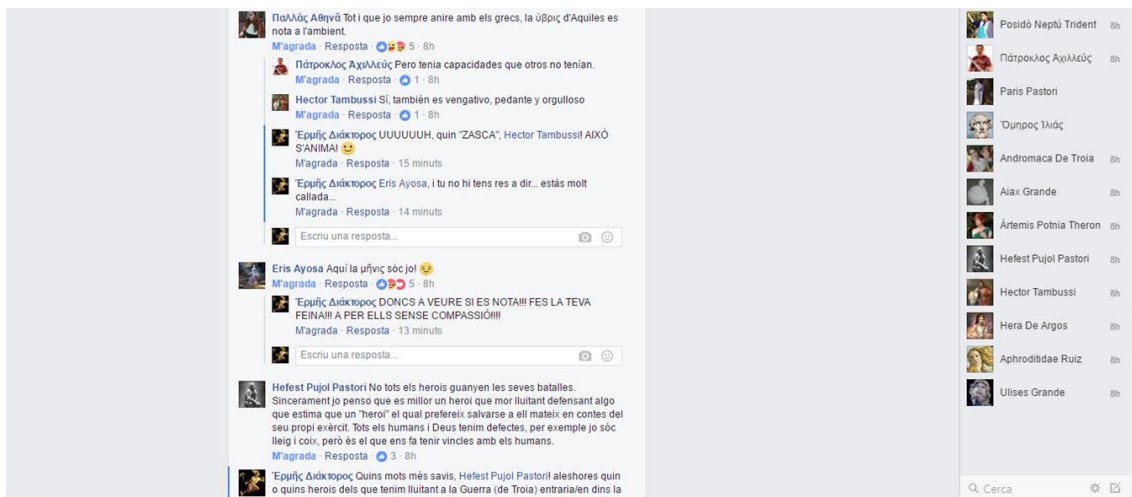 Παλλὰς Αθηνᾶ Tot i que jo sempre anire amb els grecs, la ὑβρις d'Aquiles es
nota a l'ambient.
M'agrada · Resposta · 5 · 8h
Πάτροκλος Ἀχιλλεύς Pero tenia capacidades que otros no tenían.
M'agrada · Resposta · 1 · 8h
Hector Tambussi Sí, también es vengativo, pedante y orgulloso
M'agrada · Resposta · 1 · 8h
Ἑρμῆς Διάκτορος UUUUUUH, quin "ZASCA", Hector Tambussi! AIXÒ
S'ANIMA!
M'agrada · Resposta · 15 minuts
Ἑρμῆς Διάκτορος Eris Ayosa, i tu no hi tens res a dir... estàs molt
callada...
M'agrada · Resposta · 14 minuts
Escriu una resposta...
Eris Ayosa Aquí la μῆνις sòc jo!
M'agrada · Resposta · 5 · 8h
Ἑρμῆς Διάκτορος DONCS A VEURE SI ES NOTA!!! FES LA TEVA
FEINA!!! A PER ELLS SENSE COMPASSIÓ!!!!
M'agrada · Resposta · 13 minuts
Escriu una resposta...
Hefest Pujol Pastori No tots els herois guanyen les seves batalles.
Sincerament jo penso que es millor un heroi que mor lluitant defensant algo
que estima que un "heroi" el qual prefereix salvarse a ell mateix en contes del
seu propi exèrcit. Tots els humans i Deus tenim defectes, per exemple jo sòc
lleig i coix, però ès el que ens fa tenir vincles amb els humans.
M'agrada · Resposta · 3 · 8h
Ἑρμῆς Διάκτορος Quins mots mès savis, Hefest Pujol Pastori! aleshores quin
o quins herois dels que tenim lluitant a la Guerra (de Troia) entraria/en dins la
Posidó Neptú Trident 8h
Πάτροκλος Ἀχιλλεύς 8h
Paris Pastori
Ὅμηρος Ἰλιάς
Andromaca De Troia 8h
Aiax Grande 8h
Àrtemis Potnia Theron 8h
Hefest Pujol Pastori 8h
Hector Tambussi 8h
Hera De Argos 8h
Aphroditidae Ruiz 8h
Ulises Grande 8h
Cerca